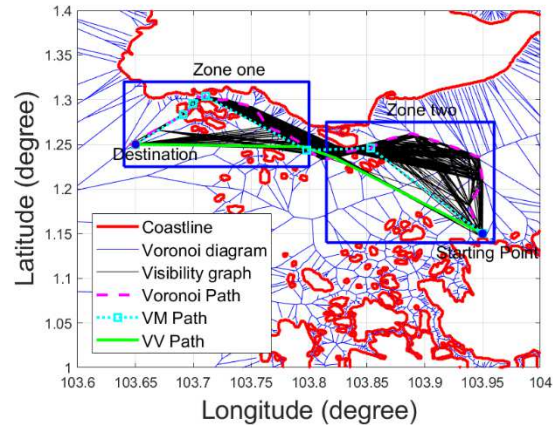 1.4
1.35
1.3
1.25
1.2
1.15
1.1
1.05
1
Latitude (degree)
Zone one
Zone two
Destination
Starting Point
Coastline
Voronoi diagram
Visibility graph
Voronoi Path
VM Path
VV Path
103.6 103.65 103.7 103.75 103.8 103.85 103.9 103.95 104
Longitude (degree)